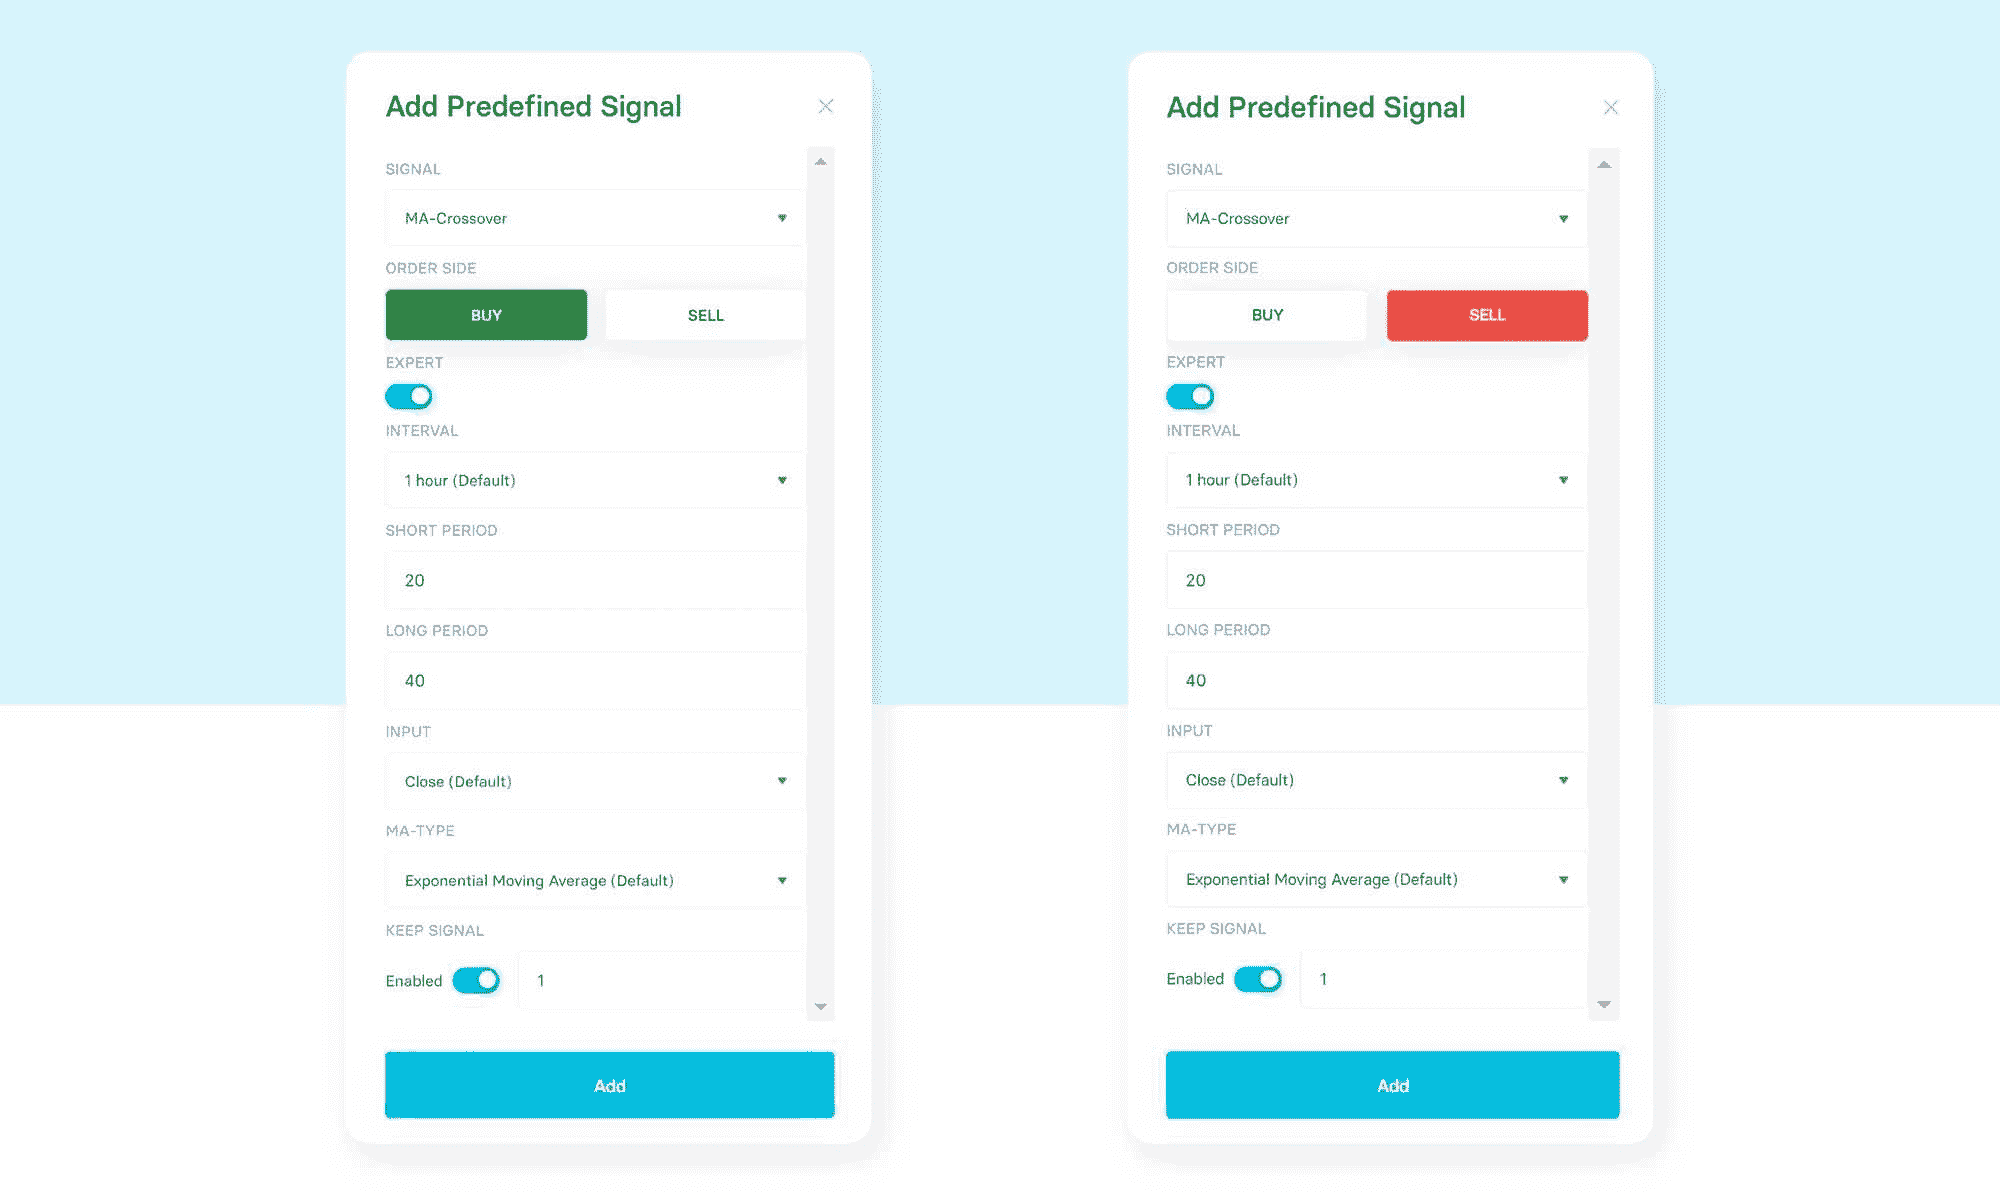 Add Predefined Signal
SIGNAL
MA-Crossover
ORDER SIDE
BUY SELL
EXPERT
INTERVAL
1 hour (Default)
SHORT PERIOD
20
LONG PERIOD
40
INPUT
Close (Default)
MA-TYPE
Exponential Moving Average (Default)
KEEP SIGNAL
Enabled 1
Add
Add Predefined Signal
SIGNAL
MA-Crossover
ORDER SIDE
BUY SELL
EXPERT
INTERVAL
1 hour (Default)
SHORT PERIOD
20
LONG PERIOD
40
INPUT
Close (Default)
MA-TYPE
Exponential Moving Average (Default)
KEEP SIGNAL
Enabled 1
Add